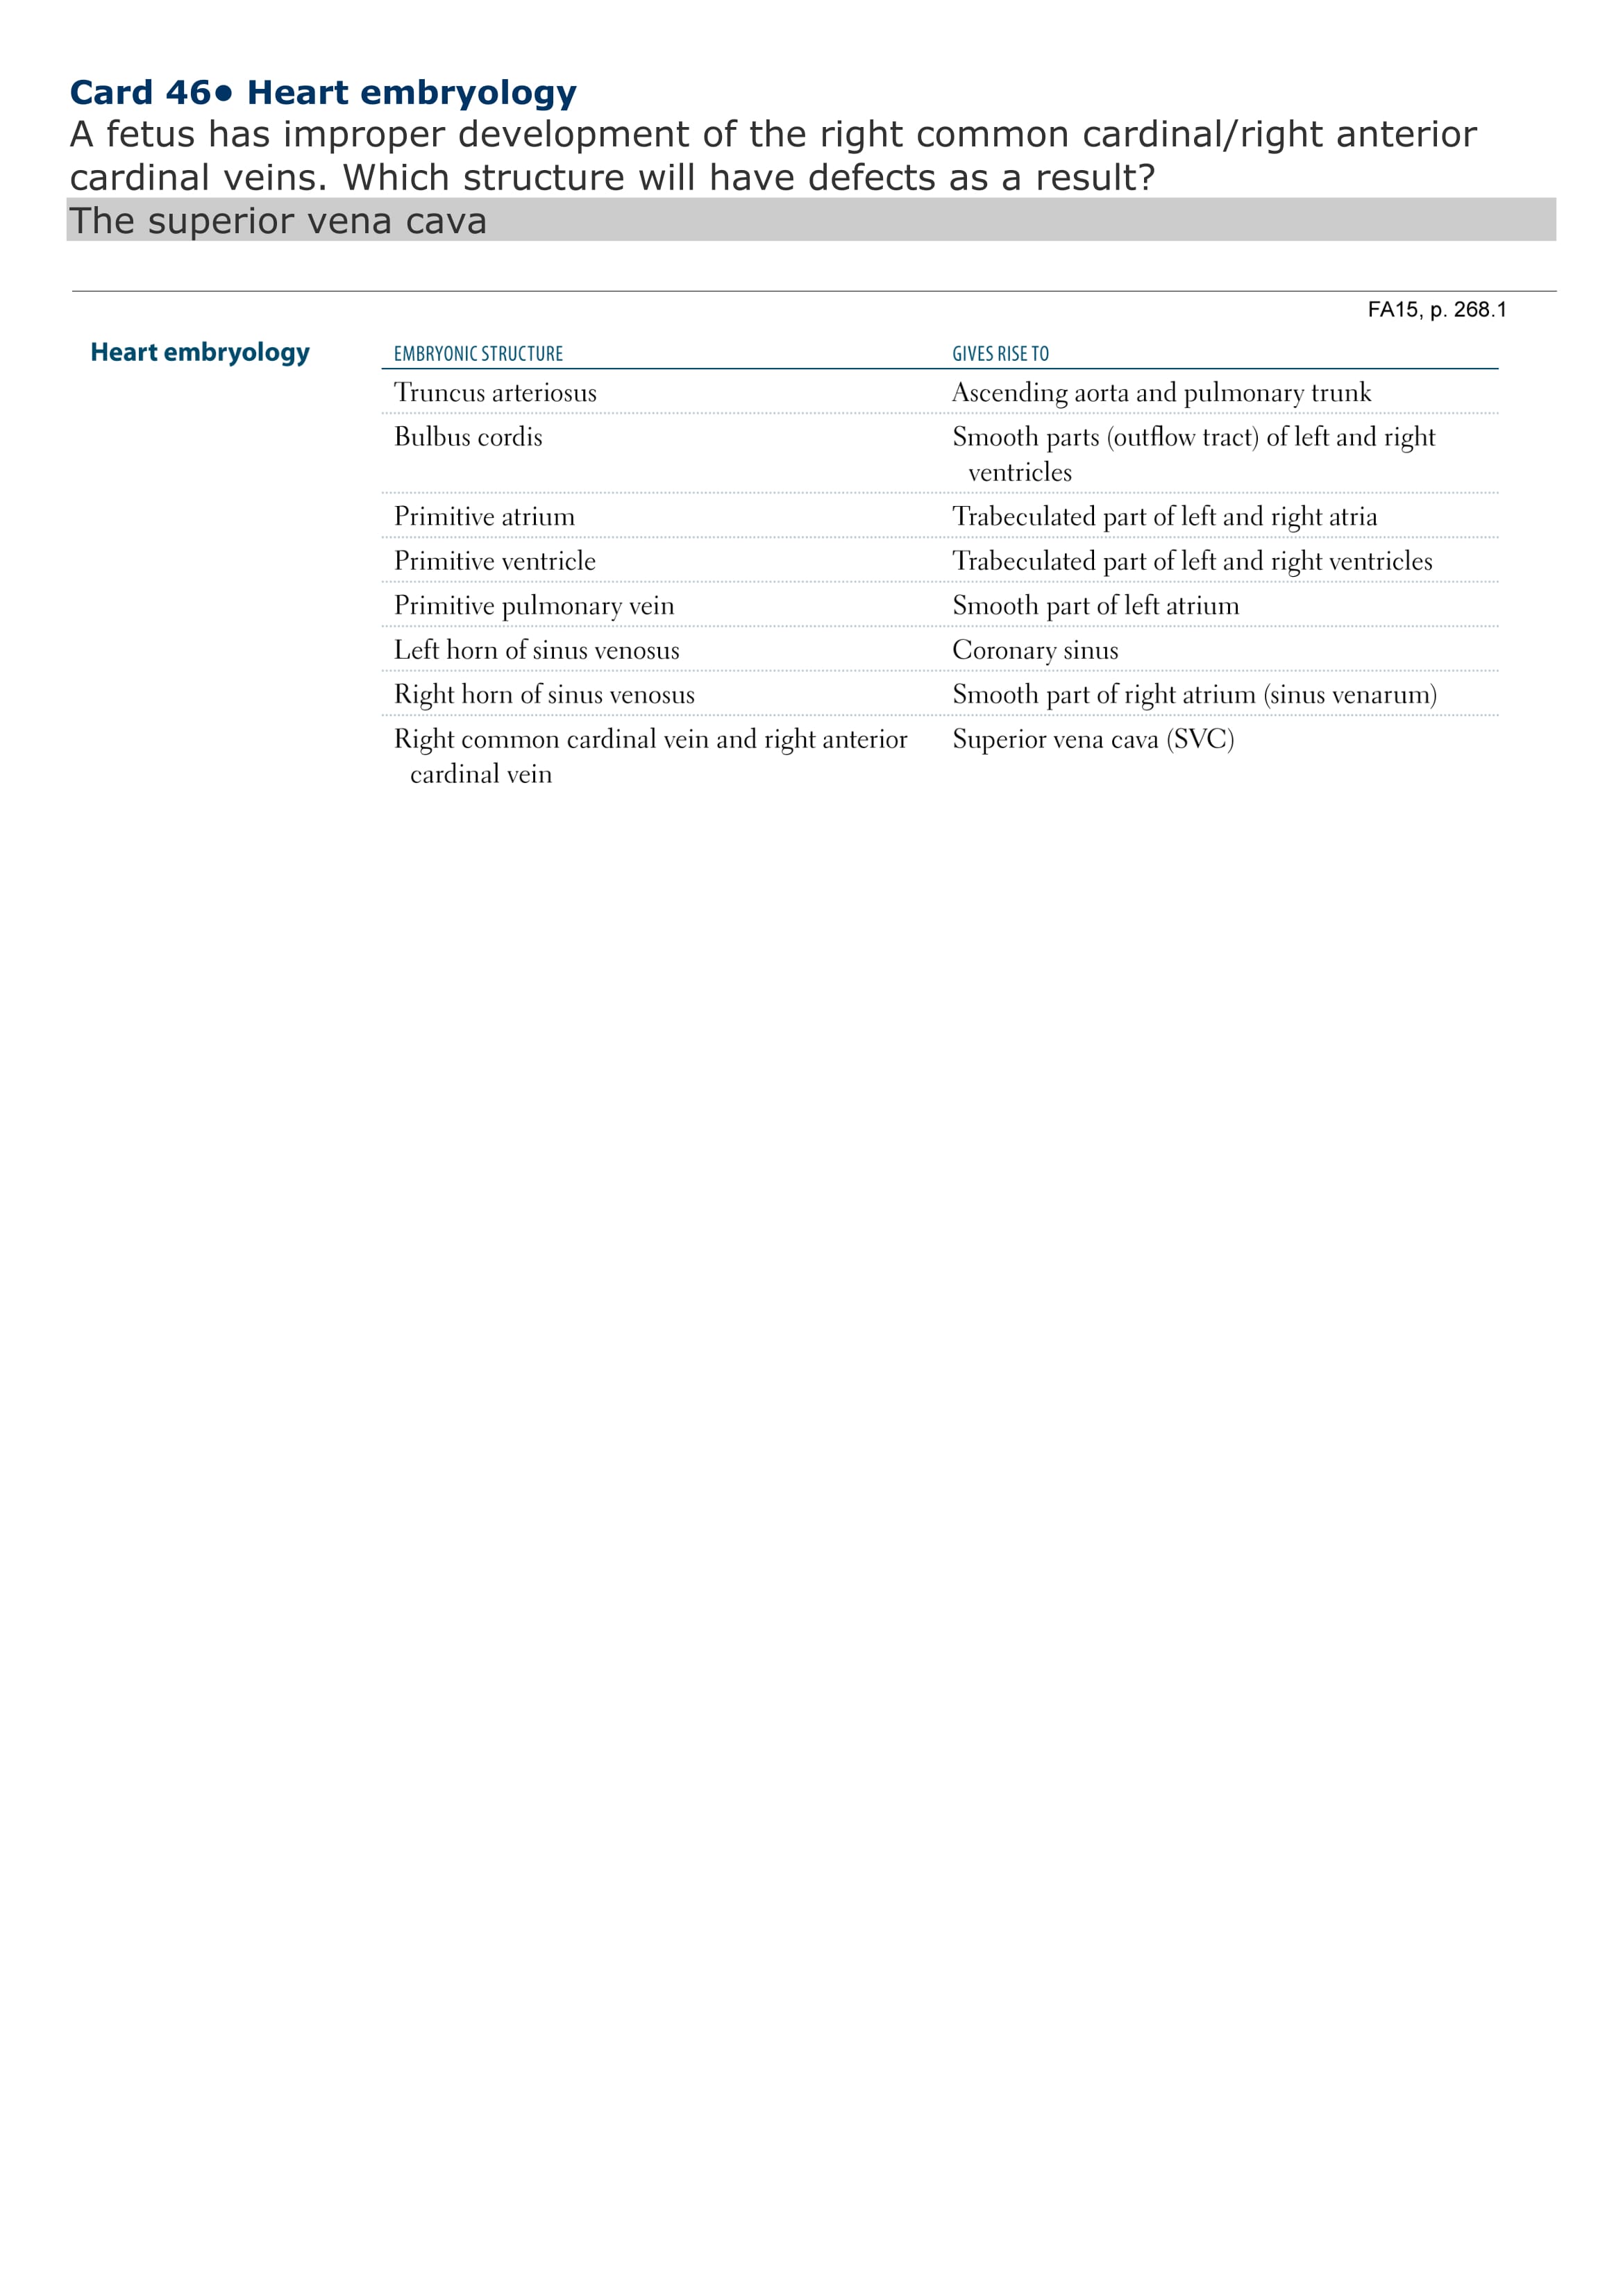 Card 46● Heart embryology
A fetus has improper development of the right common cardinal/right anterior
cardinal veins. Which structure will have defects as a result?
The superior vena cava
FA15, p. 268.1
Heart embryology EMBRYONIC STRUCTURE GIVES RISE TO
Truncus arteriosus Ascending aorta and pulmonary trunk
Bulbus cordis Smooth parts (outflow tract) of left and right
ventricles
Primitive atrium Trabeculated part of left and right atria
Primitive ventricle Trabeculated part of left and right ventricles
Primitive pulmonary vein Smooth part of left atrium
Left horn of sinus venosus Coronary sinus
Right horn of sinus venosus Smooth part of right atrium (sinus venarum)
Right common cardinal vein and right anterior Superior vena cava (SVC)
cardinal vein